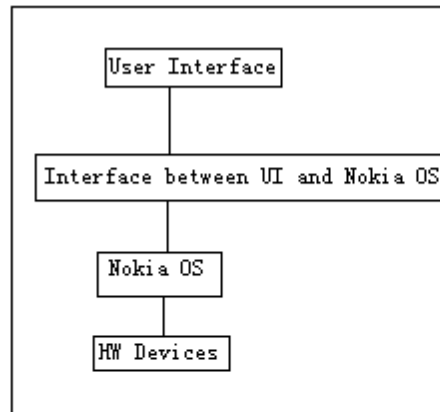 User Interface
Interface between UI and Nokia OS
Nokia OS
HW Devices